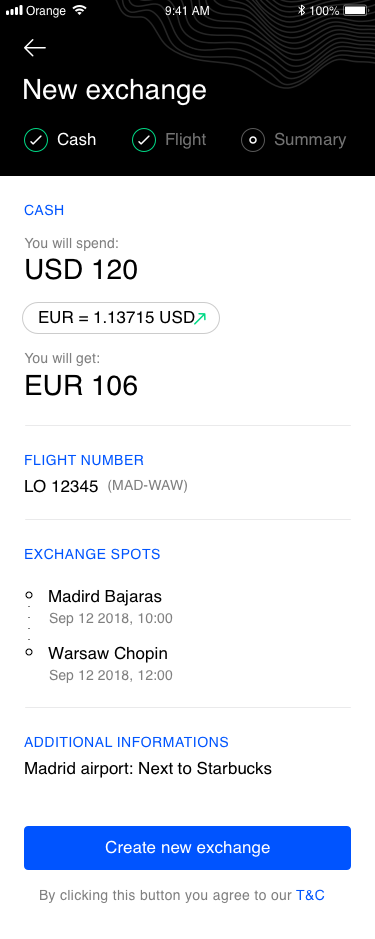 Orange 9:41 AM 100%
New exchange
Cash Flight Summary
CASH
You will spend:
USD 120
EUR = 1.13715 USD
You will get:
EUR 106
FLIGHT NUMBER
LO 12345 (MAD-WAW)
EXCHANGE SPOTS
Madird Bajaras
Sep 12 2018, 10:00
Warsaw Chopin
Sep 12 2018, 12:00
ADDITIONAL INFORMATIONS
Madrid airport: Next to Starbucks
Create new exchange
By clicking this button you agree to our T&C